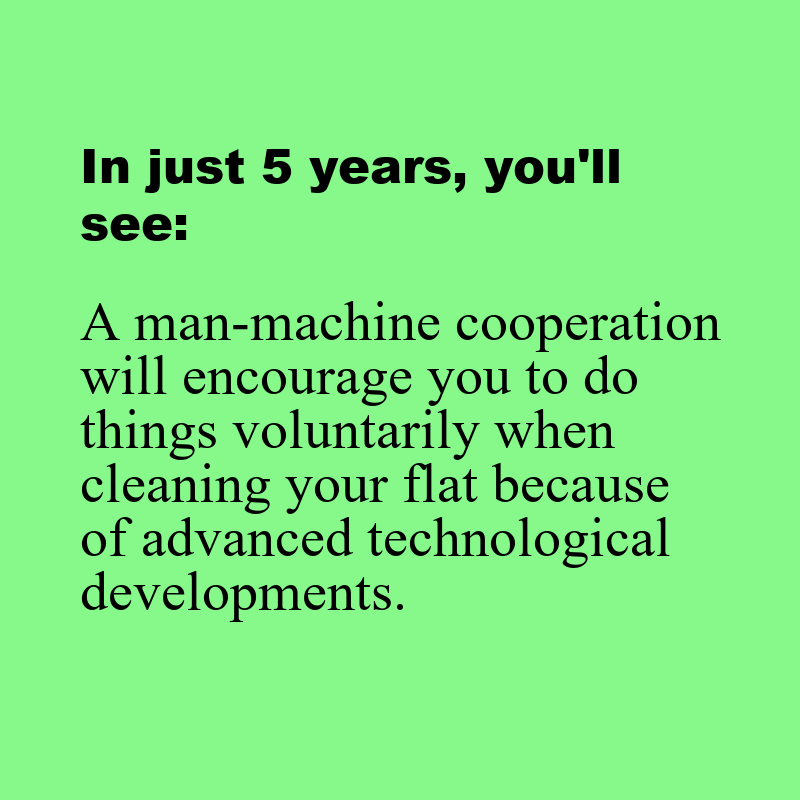 In just 5 years, you'll
see:
A man-machine cooperation
will encourage you to do
things voluntarily when
cleaning your flat because
of advanced technological
developments.